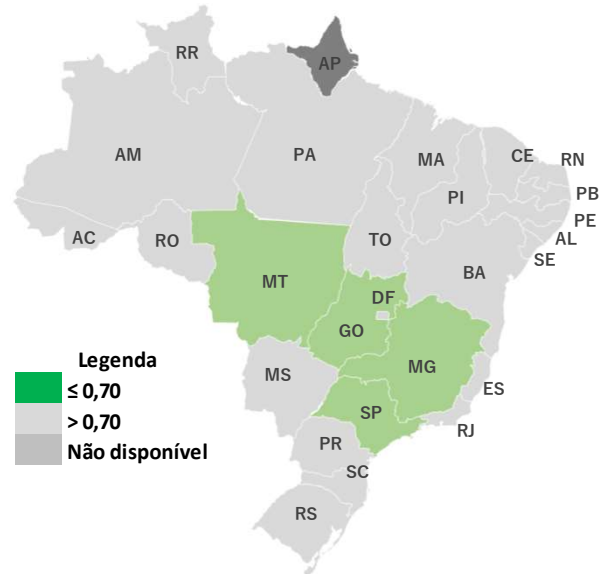 RR
AP
AM
PA
MA
CE
RN
PI
PB
PE
AL
SE
AC
RO
TO
BA
MT
DF
GO
MG
ES
MS
SP
RJ
PR
SC
RS
Legenda
≤ 0,70
> 0,70
Não disponível